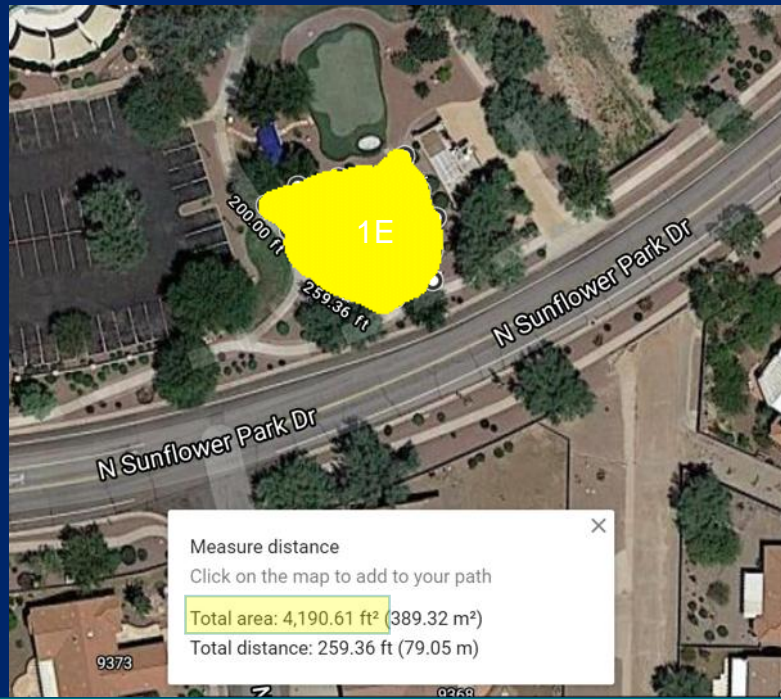 1E
200.00 ft
259.36 ft
N Sunflower Park Dr
N Sunflower Park Dr
Measure distance
Click on the map to add to your path
Total area: 4,190.61 ft² (389.32 m²)
Total distance: 259.36 ft (79.05 m)
9373
N
9368